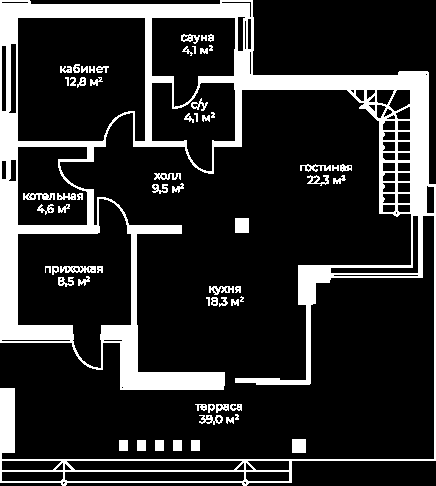 сауна
4,1 м²
кабинет
12,8 м²
с/у
4,1 м²
холл
9,5 м²
гостиная
22,3 м²
котельная
4,6 м²
прихожая
8,5 м²
кухня
18,3 м²
терраса
39,0 м²